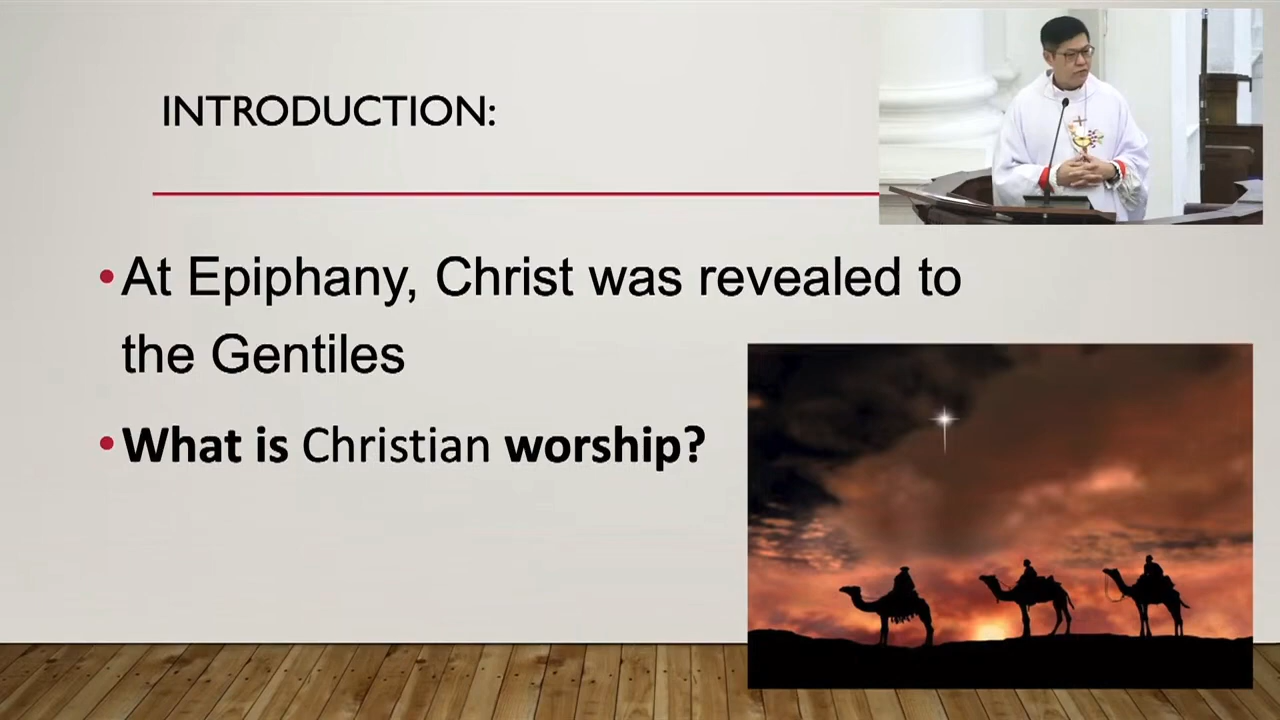 INTRODUCTION:
•At Epiphany, Christ was revealed to
the Gentiles
•What is Christian worship?